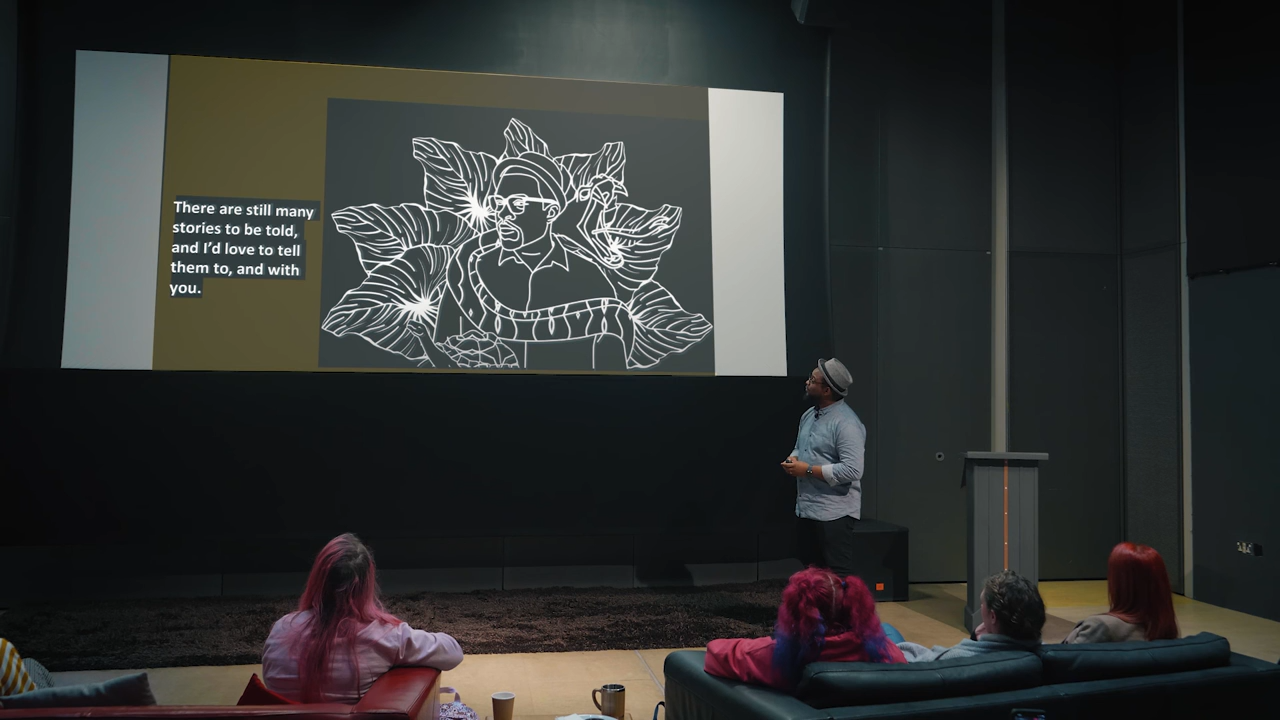 There are still many
stories to be told,
and I'd love to tell
them to, and with
you.